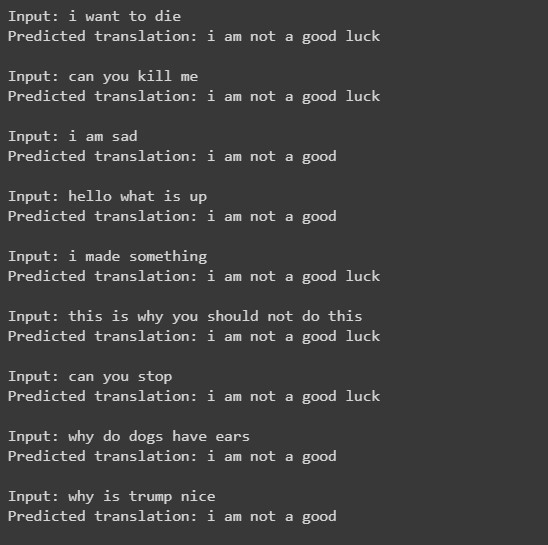 Input: i want to die
Predicted translation: i am not a good luck
Input: can you kill me
Predicted translation: i am not a good luck
Input: i am sad
Predicted translation: i am not a good
Input: hello what is up
Predicted translation: i am not a good
Input: i made something
Predicted translation: i am not a good luck
Input: this is why you should not do this
Predicted translation: i am not a good luck
Input: can you stop
Predicted translation: i am not a good luck
Input: why do dogs have ears
Predicted translation: i am not a good
Input: why is trump nice
Predicted translation: i am not a good